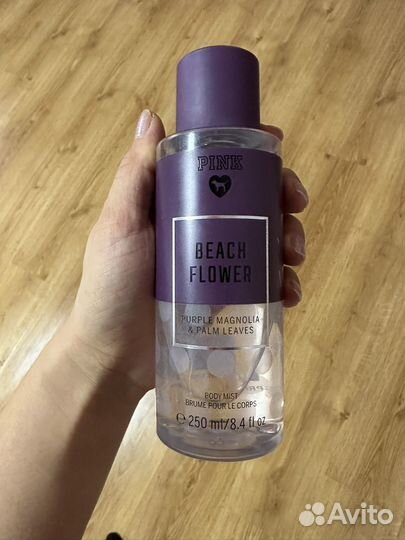 PINK
BEACH
FLOWER
PURPLE MAGNOLIA
& PALM LEAVES
BODY MIST
BRUME POUR LE CORPS
℮ 250 ml/8.4 fl oz
Avito